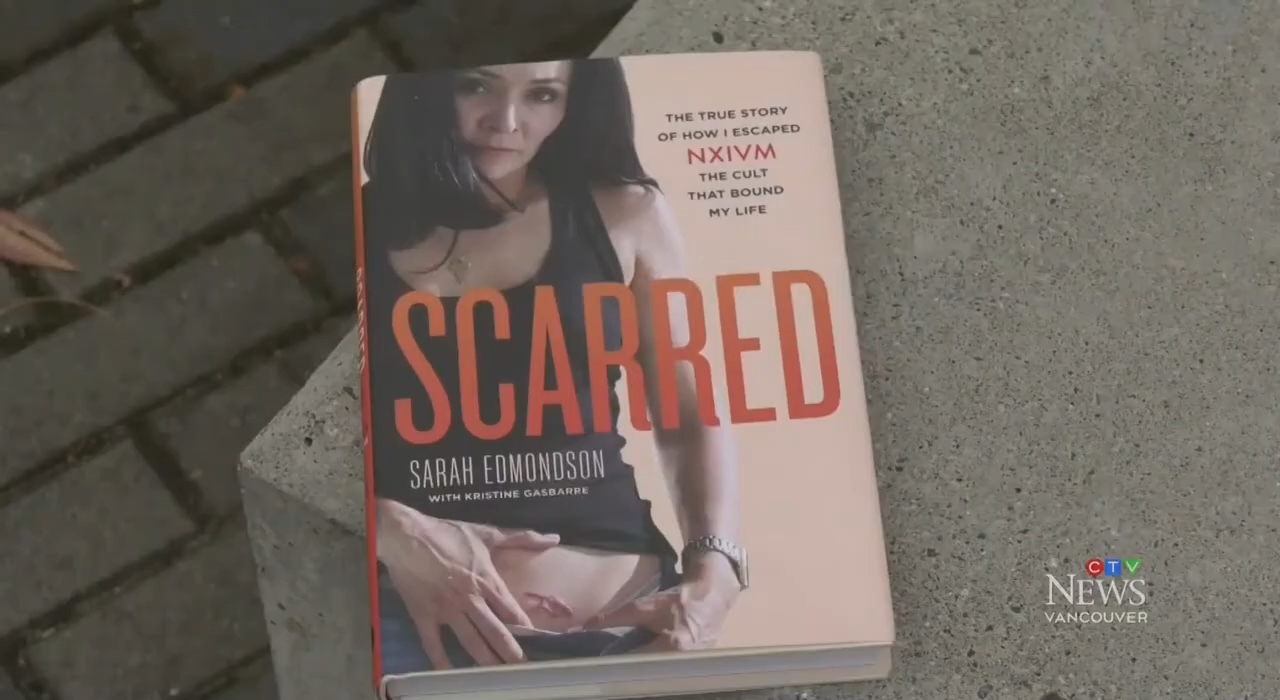 THE TRUE STORY
OF HOW I ESCAPED
NXIVM
THE CULT
THAT BOUND
MY LIFE
SCARRED
SARAH EDMONDSON
WITH KRISTINE GASBARRE
CTV
NEWS
VANCOUVER